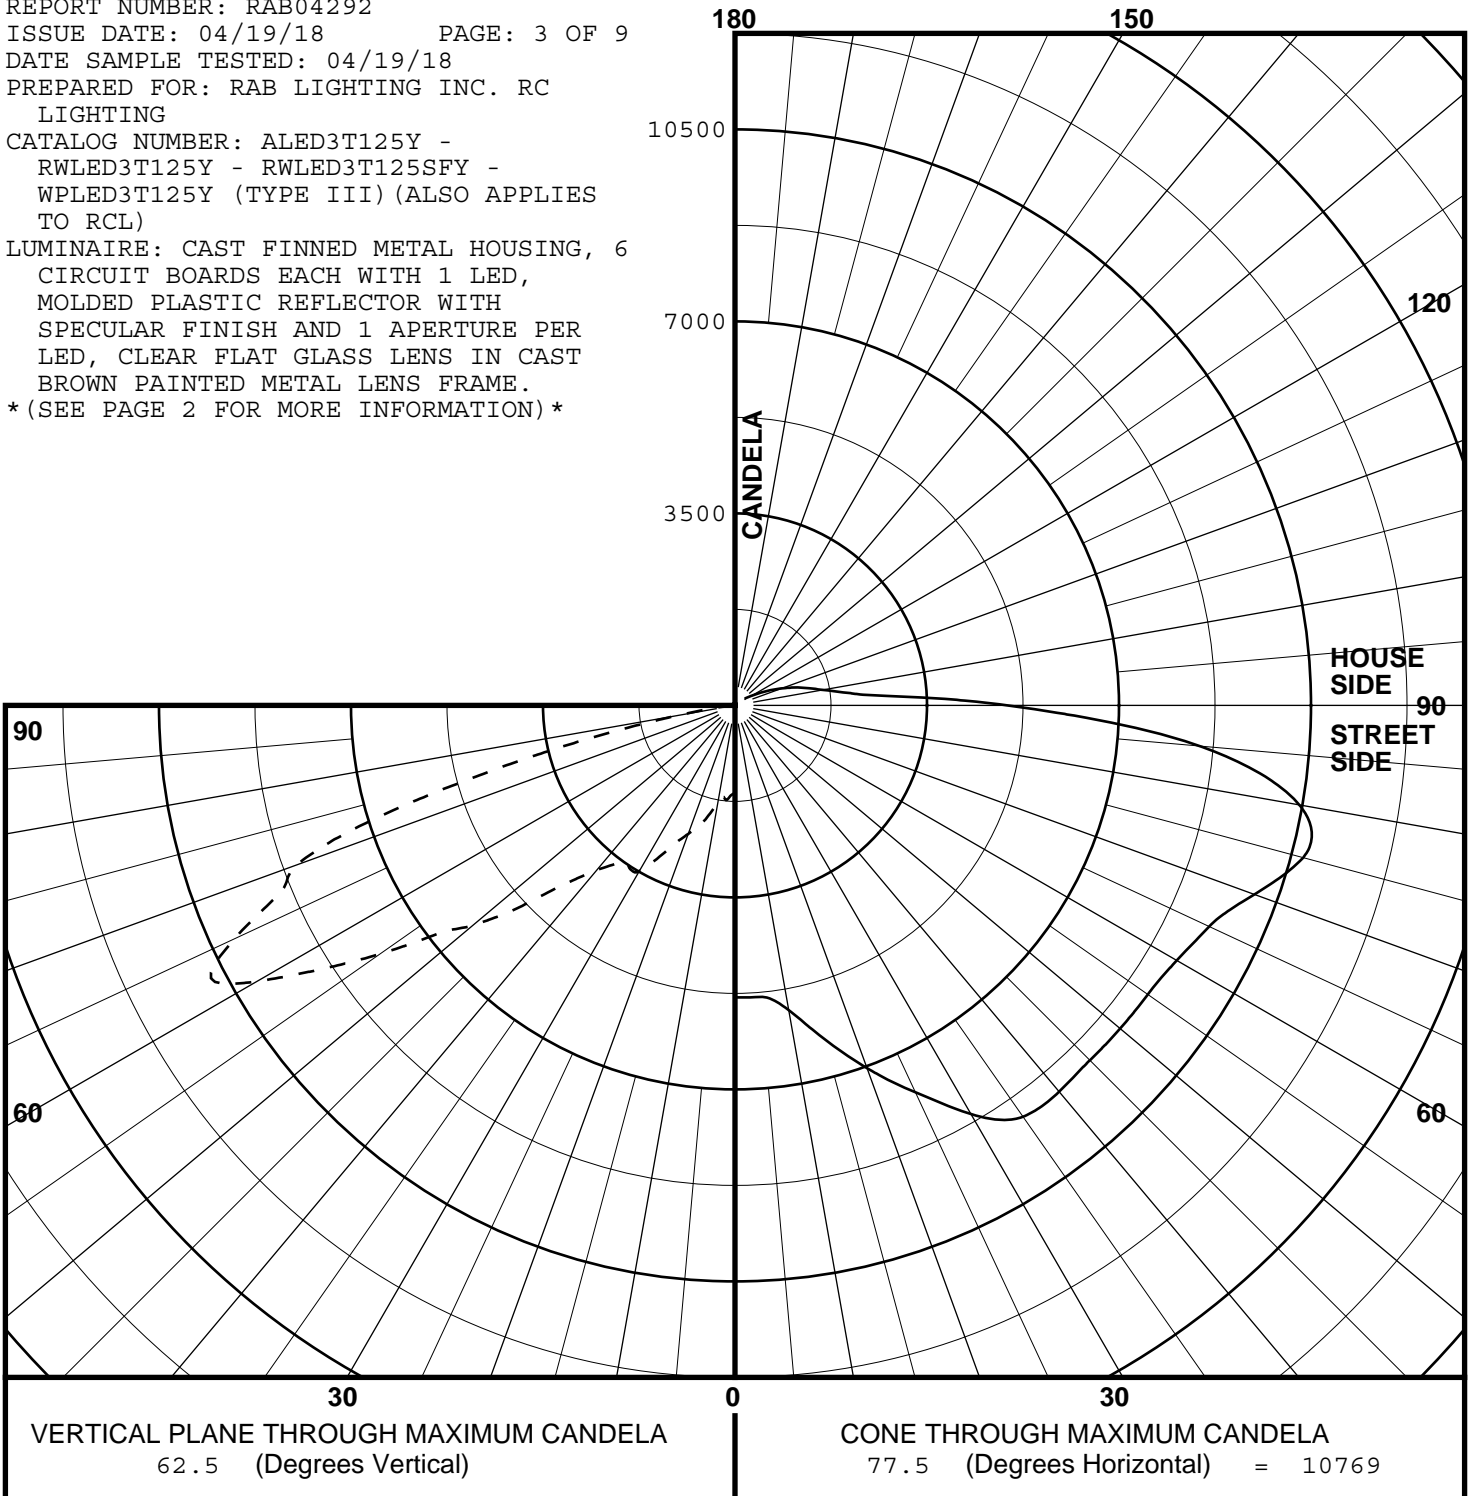 REPORT NUMBER: RAB04292
ISSUE DATE: 04/19/18 PAGE: 3 OF 9
DATE SAMPLE TESTED: 04/19/18
PREPARED FOR: RAB LIGHTING INC. RC
LIGHTING
CATALOG NUMBER: ALED3T125Y -
RWLED3T125Y - RWLED3T125SFY -
WPLED3T125Y (TYPE III)(ALSO APPLIES
TO RCL)
LUMINAIRE: CAST FINNED METAL HOUSING, 6
CIRCUIT BOARDS EACH WITH 1 LED,
MOLDED PLASTIC REFLECTOR WITH
SPECULAR FINISH AND 1 APERTURE PER
LED, CLEAR FLAT GLASS LENS IN CAST
BROWN PAINTED METAL LENS FRAME.
*(SEE PAGE 2 FOR MORE INFORMATION)*
180
150
10500
120
7000
CANDELA
3500
HOUSE
SIDE
90
90
STREET
SIDE
60
60
30
0
30
VERTICAL PLANE THROUGH MAXIMUM CANDELA
62.5 (Degrees Vertical)
CONE THROUGH MAXIMUM CANDELA
77.5 (Degrees Horizontal) = 10769